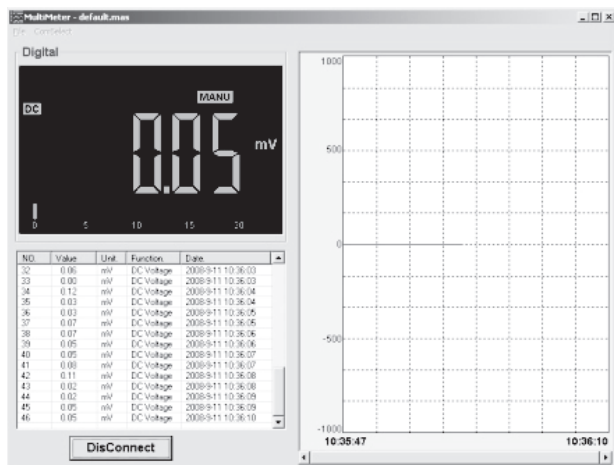 MultiMeter - default.mas
File ComSelect
Digital
DC
MANU
0.05 mV
0 5 10 15 20
NO. Value Unit. Function Date.
32 0.06 mV DC Voltage 2008-9-11 10:36:03
33 0.00 mV DC Voltage 2008-9-11 10:36:03
34 0.12 mV DC Voltage 2008-9-11 10:36:04
35 0.03 mV DC Voltage 2008-9-11 10:36:04
36 0.03 mV DC Voltage 2008-9-11 10:36:05
37 0.07 mV DC Voltage 2008-9-11 10:36:05
38 0.07 mV DC Voltage 2008-9-11 10:36:06
39 0.05 mV DC Voltage 2008-9-11 10:36:06
40 0.05 mV DC Voltage 2008-9-11 10:36:07
41 0.08 mV DC Voltage 2008-9-11 10:36:07
42 0.11 mV DC Voltage 2008-9-11 10:36:08
43 0.02 mV DC Voltage 2008-9-11 10:36:08
44 0.02 mV DC Voltage 2008-9-11 10:36:09
45 0.05 mV DC Voltage 2008-9-11 10:36:09
46 0.05 mV DC Voltage 2008-9-11 10:36:10
DisConnect
1000
500
0
-500
-1000
10:35:47 10:36:10